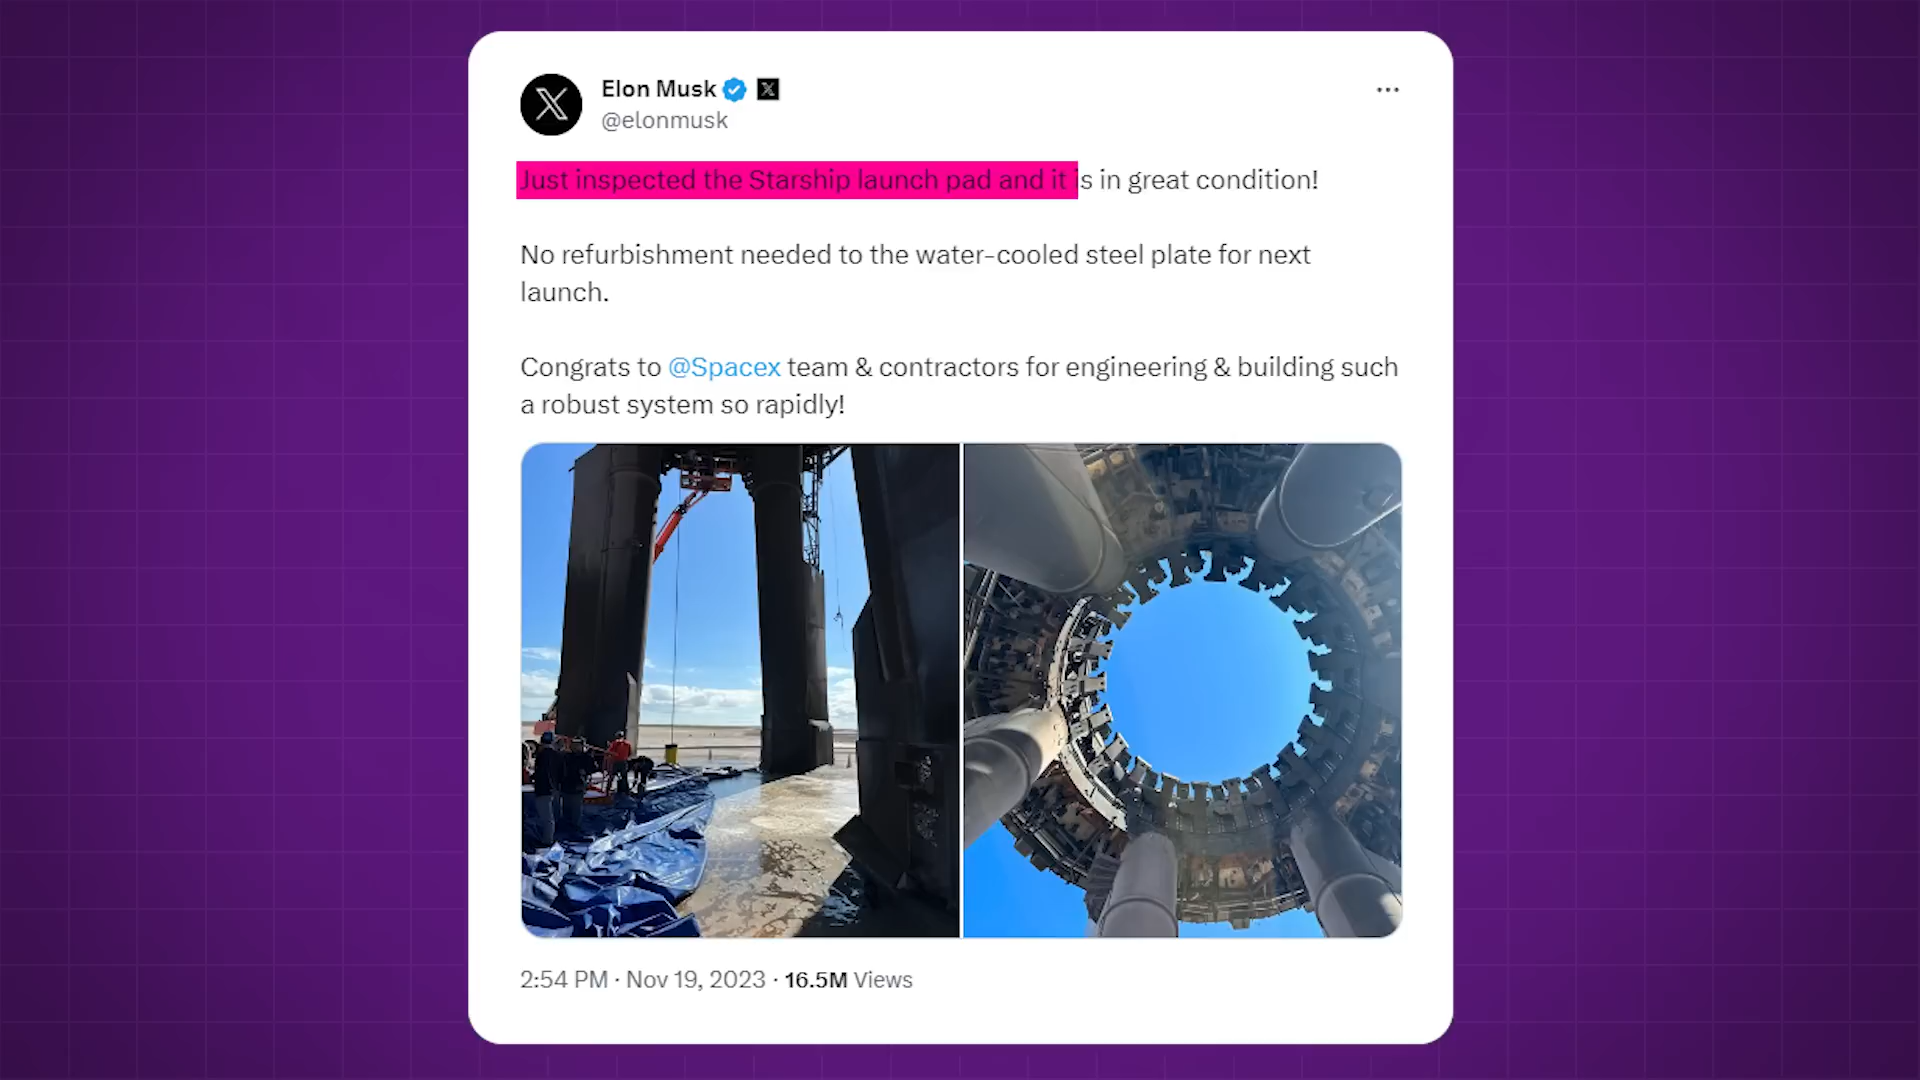 Elon Musk
@elonmusk
Just inspected the Starship launch pad and it is in great condition!
No refurbishment needed to the water-cooled steel plate for next
launch.
Congrats to @Spacex team & contractors for engineering & building such
a robust system so rapidly!
2:54 PM · Nov 19, 2023 · 16.5M Views